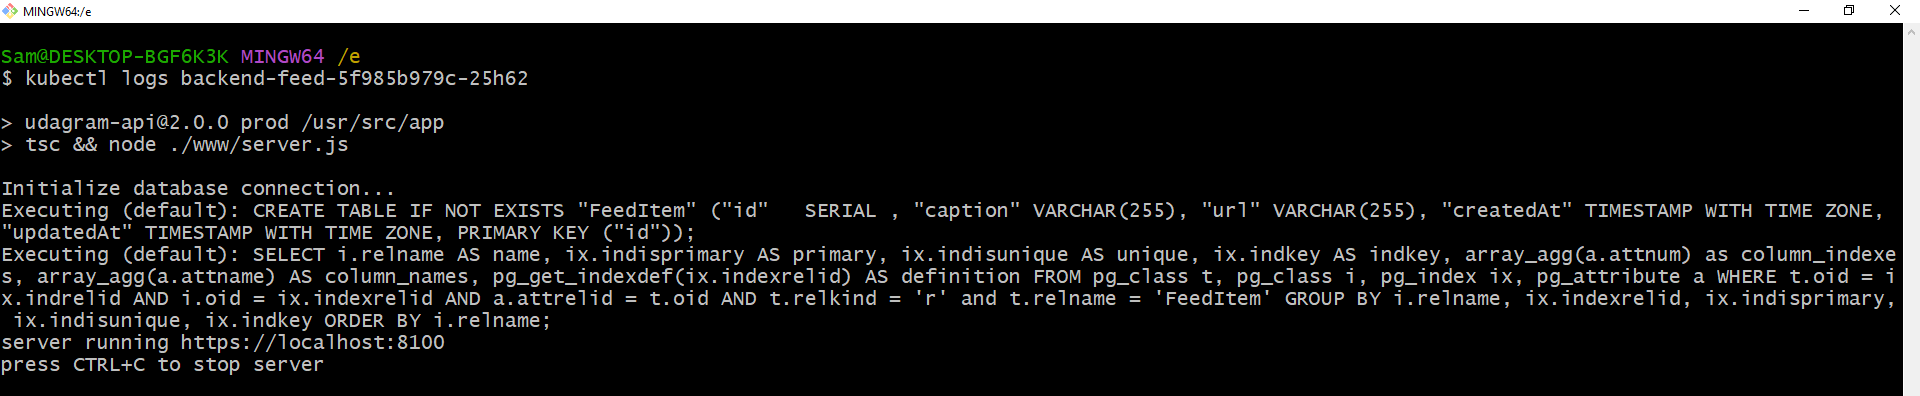 MINGW64:/e
Sam@DESKTOP-BGF6K3K MINGW64 /e
$ kubectl logs backend-feed-5f985b979c-25h62
> udagram-api@2.0.0 prod /usr/src/app
> tsc && node ./www/server.js
Initialize database connection...
Executing (default): CREATE TABLE IF NOT EXISTS "FeedItem" ("id"   SERIAL , "caption" VARCHAR(255), "url" VARCHAR(255), "createdAt" TIMESTAMP WITH TIME ZONE,
"updatedAt" TIMESTAMP WITH TIME ZONE, PRIMARY KEY ("id"));
Executing (default): SELECT i.relname AS name, ix.indisprimary AS primary, ix.indisunique AS unique, ix.indkey AS indkey, array_agg(a.attnum) as column_indexe
s, array_agg(a.attname) AS column_names, pg_get_indexdef(ix.indexrelid) AS definition FROM pg_class t, pg_class i, pg_index ix, pg_attribute a WHERE t.oid = i
x.indrelid AND i.oid = ix.indexrelid AND a.attrelid = t.oid AND t.relkind = 'r' and t.relname = 'FeedItem' GROUP BY i.relname, ix.indexrelid, ix.indisprimary,
 ix.indisunique, ix.indkey ORDER BY i.relname;
server running https://localhost:8100
press CTRL+C to stop server